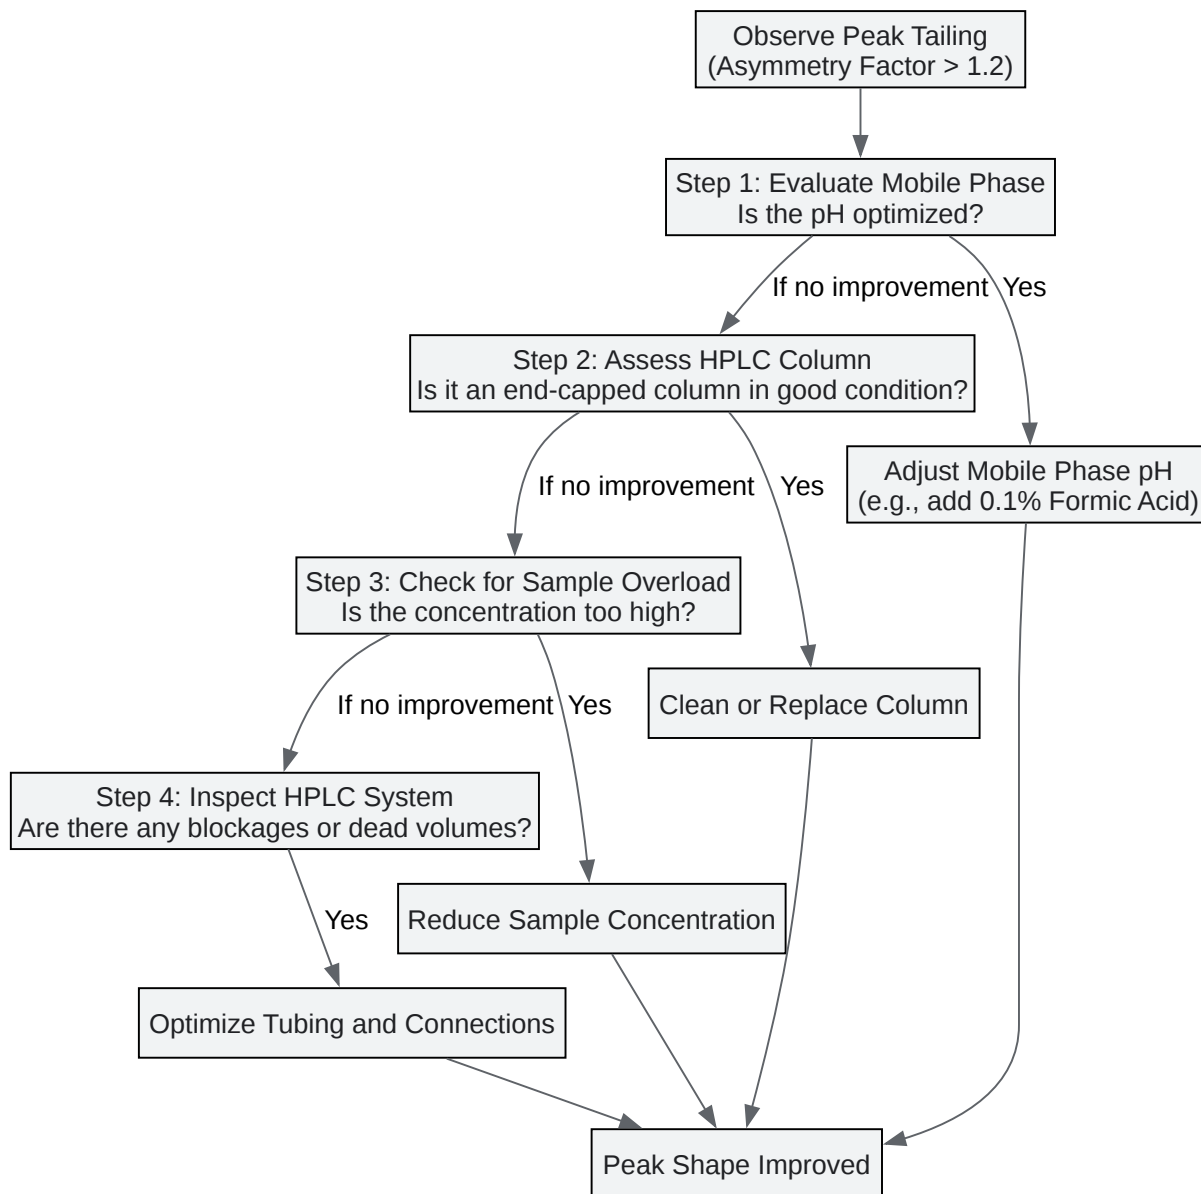 Observe Peak Tailing
(Asymmetry Factor > 1.2)
Step 1: Evaluate Mobile Phase
Is the pH optimized?
If no improvement
Yes
Step 2: Assess HPLC Column
Is it an end-capped column in good condition?
Adjust Mobile Phase pH
(e.g., add 0.1% Formic Acid)
If no improvement
Yes
Step 3: Check for Sample Overload
Is the concentration too high?
Clean or Replace Column
If no improvement
Yes
Step 4: Inspect HPLC System
Are there any blockages or dead volumes?
Reduce Sample Concentration
Yes
Optimize Tubing and Connections
Peak Shape Improved